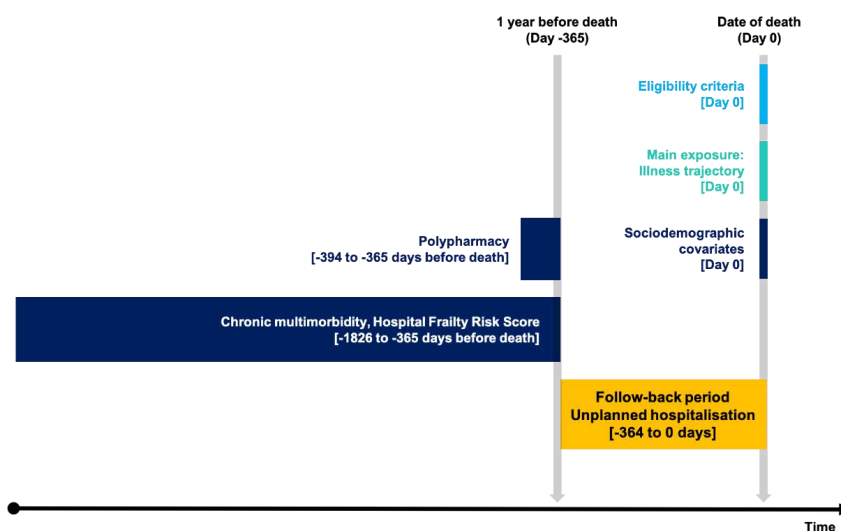 1 year before death
(Day -365)
Date of death
(Day 0)
Eligibility criteria
[Day 0]
Main exposure:
Illness trajectory
[Day 0]
Polypharmacy
[-394 to -365 days before death]
Sociodemographic
covariates
[Day 0]
Chronic multimorbidity, Hospital Frailty Risk Score
[-1826 to -365 days before death]
Follow-back period
Unplanned hospitalisation
[-364 to 0 days]
Time